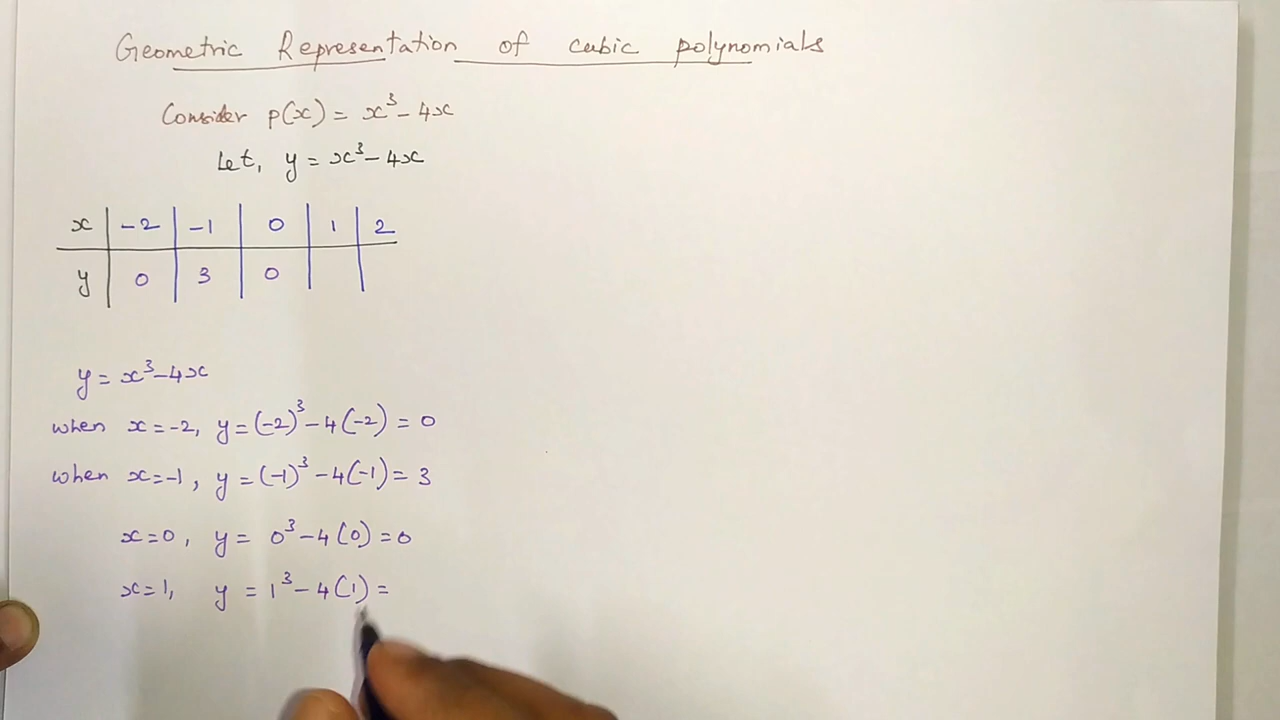 Geometric Representation of cubic polynomials
Consider p(x) = x³ - 4x
Let, y = x³ - 4x
x | -2 | -1 | 0 | 1 | 2
y | 0 | 3 | 0 | |
y = x³ - 4x
when x = -2, y = (-2)³ - 4(-2) = 0
when x = -1, y = (-1)³ - 4(-1) = 3
x = 0, y = 0³ - 4(0) = 0
x = 1, y = 1³ - 4(1) =